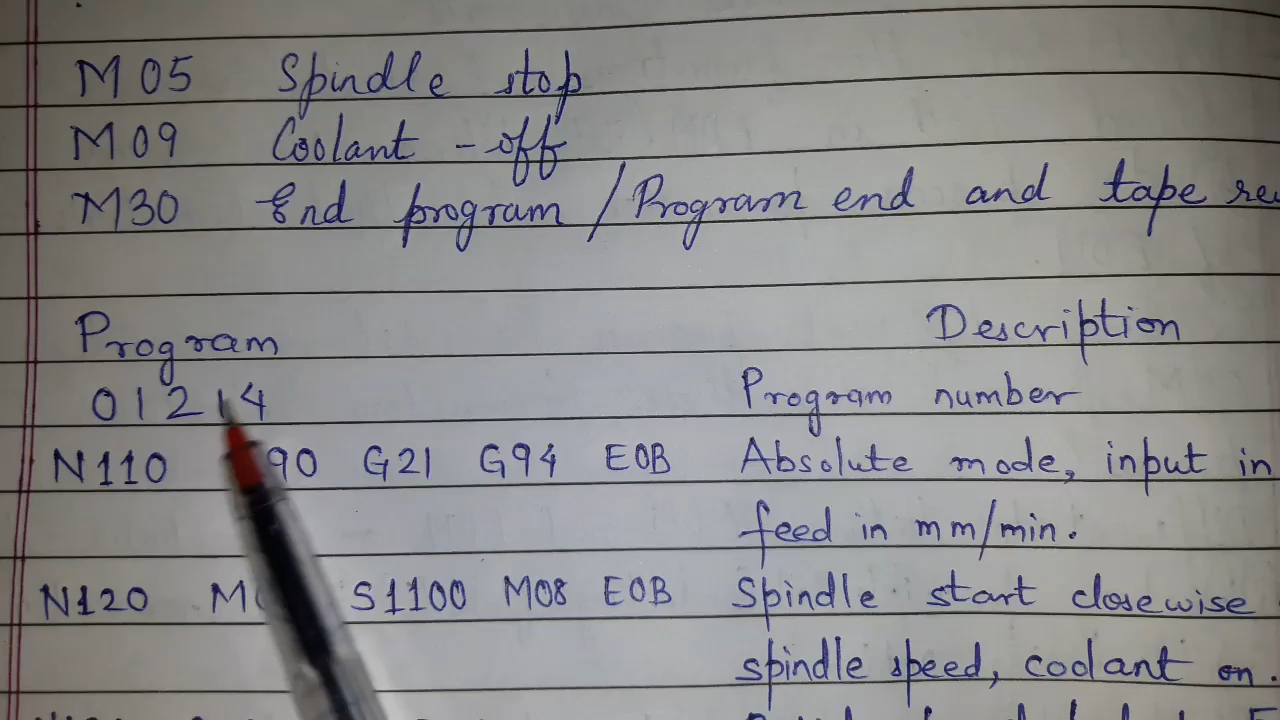 M05 Spindle stop
M09 Coolant - off
M30 End program / Program end and tape
Program Description
01214 Program number
N110 90 G21 G94 EOB Absolute mode, input in
feed in mm/min.
N120 S1100 M08 EOB Spindle start closewise
spindle speed, coolant on.